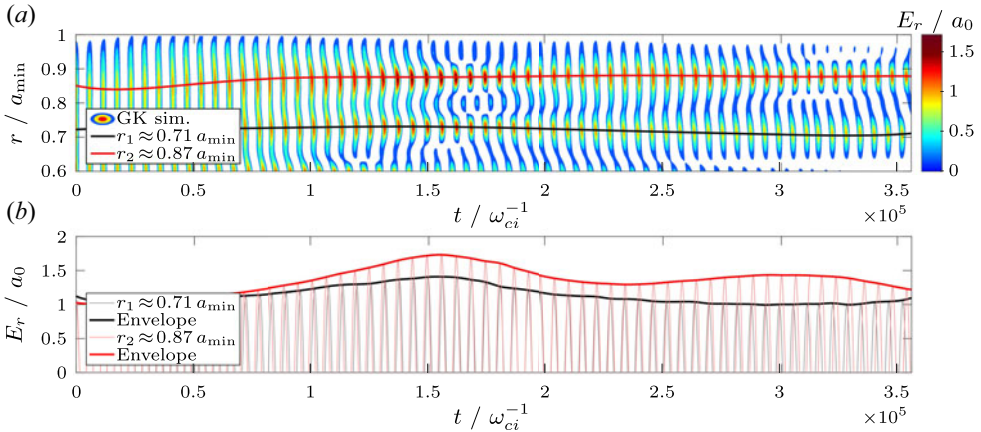 (a)
E_r / a_0
r / a_min
1
0.9
0.8
0.7
0.6
GK sim.
r_1 ≈ 0.71 a_min
r_2 ≈ 0.87 a_min
0 0.5 1 1.5 2 2.5 3 3.5
t / ω_ci^{-1}
×10^5
1.5
1
0.5
0
(b)
E_r / a_0
2
1.5
1
0.5
0
r_1 ≈ 0.71 a_min
Envelope
r_2 ≈ 0.87 a_min
Envelope
0 0.5 1 1.5 2 2.5 3 3.5
t / ω_ci^{-1}
×10^5